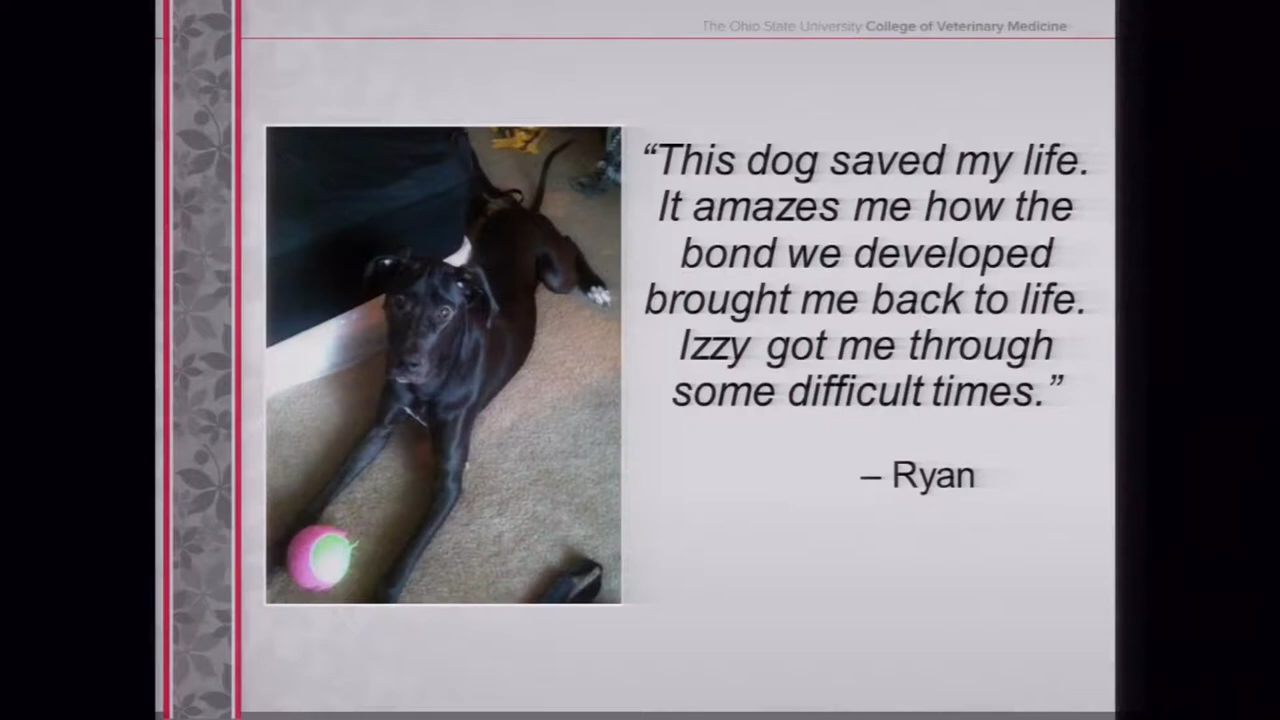 The Ohio State University College of Veterinary Medicine
“This dog saved my life.
It amazes me how the
bond we developed
brought me back to life.
Izzy got me through
some difficult times.”
– Ryan